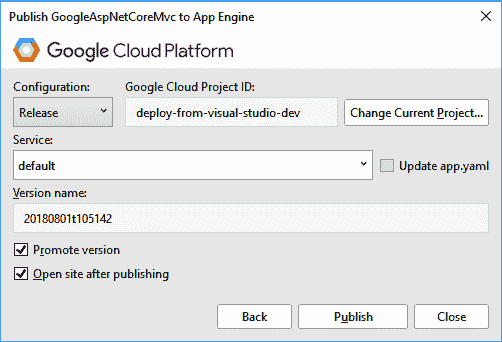 Publish GoogleAspNetCoreMvc to App Engine
Google Cloud Platform
Configuration: Google Cloud Project ID:
Release deploy-from-visual-studio-dev Change Current Project...
Service:
default Update app.yaml
Version name:
20180801t105142
Promote version
Open site after publishing
Back Publish Close